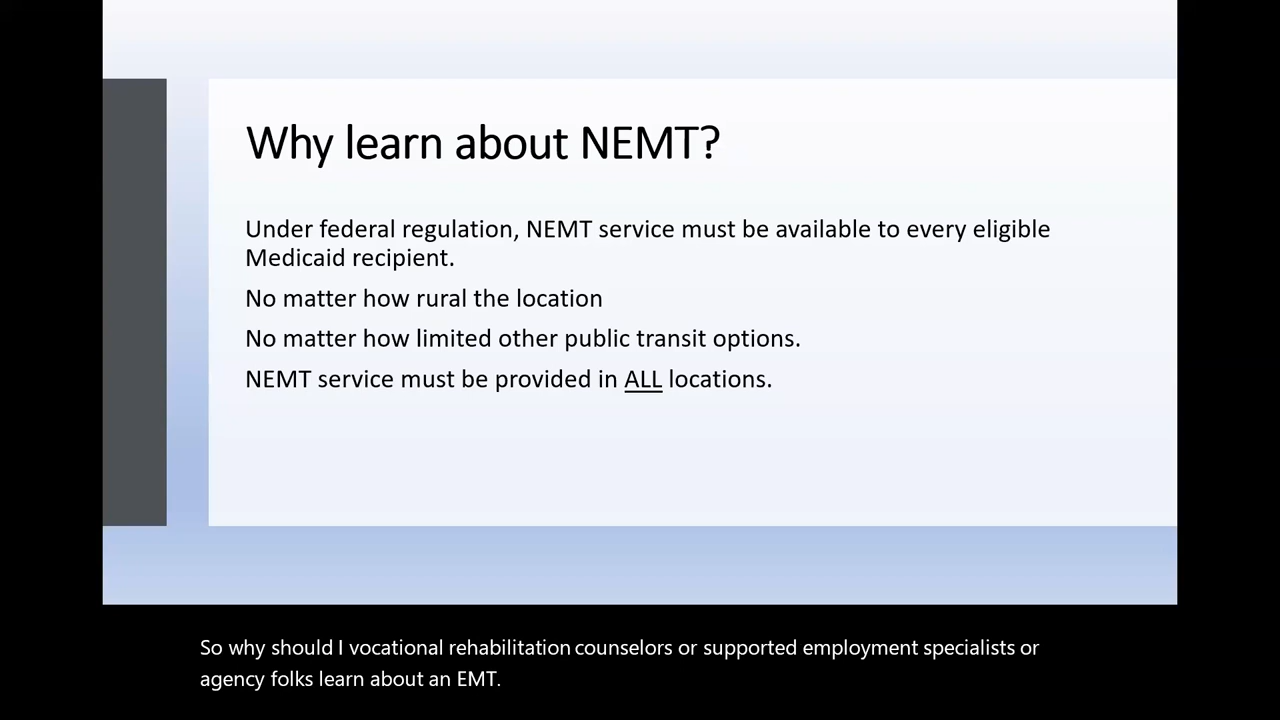 Why learn about NEMT?
Under federal regulation, NEMT service must be available to every eligible
Medicaid recipient.
No matter how rural the location
No matter how limited other public transit options.
NEMT service must be provided in ALL locations.
So why should I vocational rehabilitation counselors or supported employment specialists or
agency folks learn about an EMT.